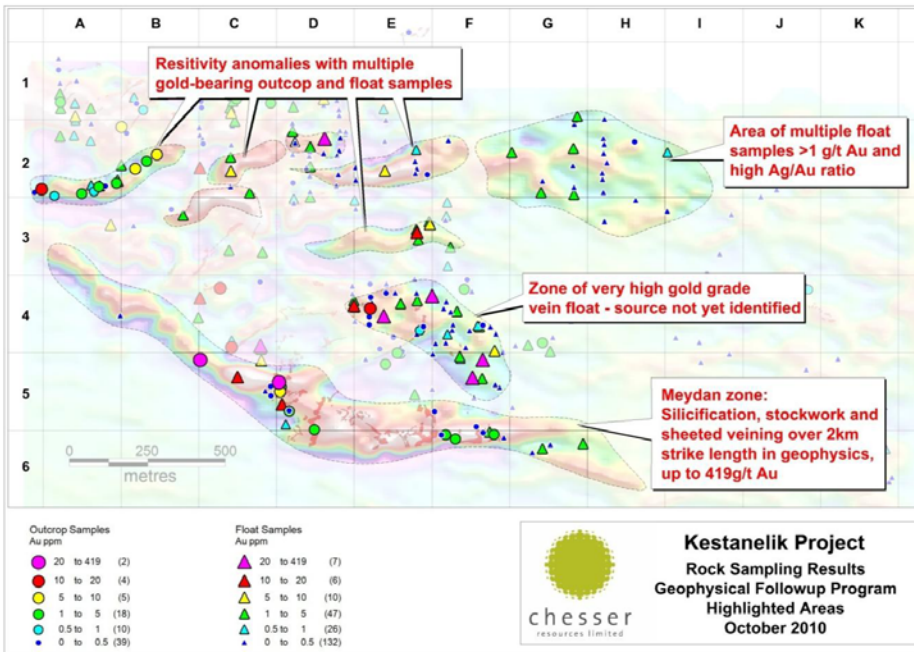 A B C D E F G H I J K
1
2
3
4
5
6
Resitivity anomalies with multiple
gold-bearing outcop and float samples
Area of multiple float
samples >1 g/t Au and
high Ag/Au ratio
Zone of very high gold grade
vein float - source not yet identified
Meydan zone:
Silicification, stockwork and
sheeted veining over 2km
strike length in geophysics,
up to 419g/t Au
0 250 500
metres
Outcrop Samples
Au ppm
20 to 419 (2)
10 to 20 (4)
5 to 10 (5)
1 to 5 (18)
0.5 to 1 (10)
0 to 0.5 (39)
Float Samples
Au ppm
20 to 419 (7)
10 to 20 (6)
5 to 10 (10)
1 to 5 (47)
0.5 to 1 (26)
0 to 0.5 (132)
chesser
resources limited
Kestanelik Project
Rock Sampling Results
Geophysical Followup Program
Highlighted Areas
October 2010